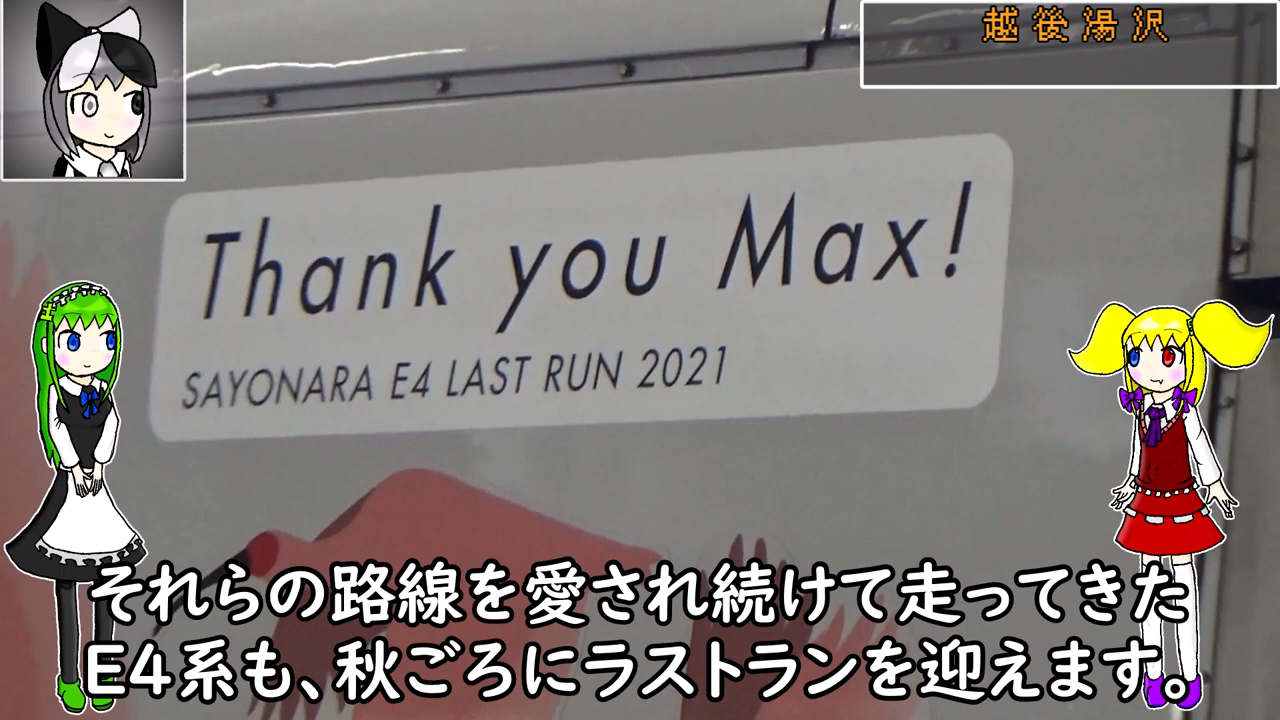 越後湯沢
Thank you Max!
SAYONARA E4 LAST RUN 2021
それらの路線を愛され続けて走ってきた
E4系も、秋ごろにラストランを迎えます。